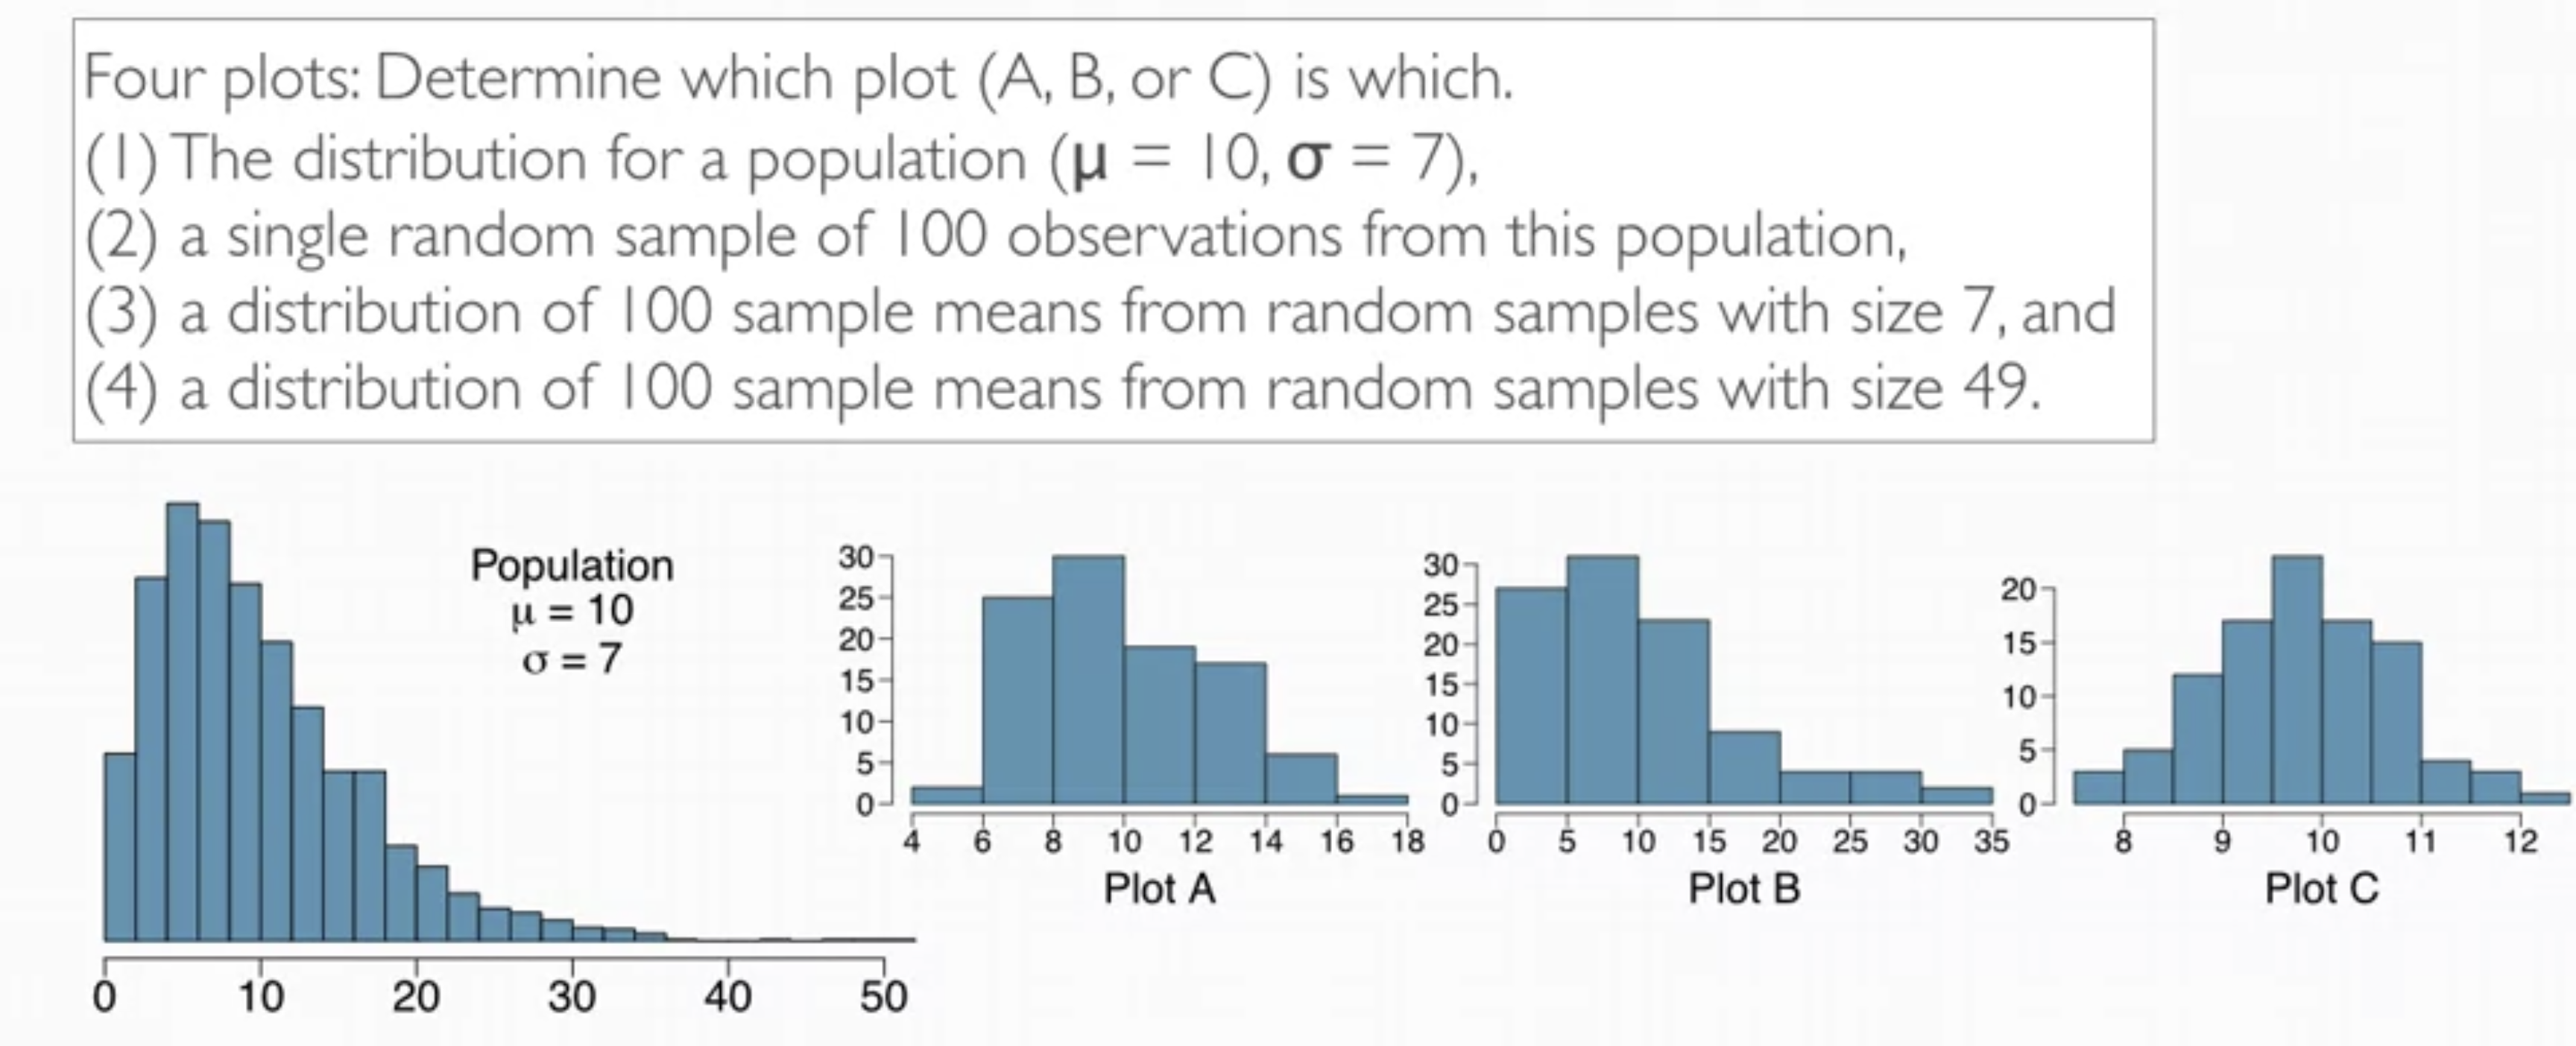 Four plots: Determine which plot (A, B, or C) is which.
(1) The distribution for a population (μ = 10, σ = 7),
(2) a single random sample of 100 observations from this population,
(3) a distribution of 100 sample means from random samples with size 7, and
(4) a distribution of 100 sample means from random samples with size 49.
Population
μ = 10
σ = 7
0 10 20 30 40 50
30
25
20
15
10
5
0
4 6 8 10 12 14 16 18
Plot A
30
25
20
15
10
5
0
0 5 10 15 20 25 30 35
Plot B
20
15
10
5
0
8 9 10 11 12
Plot C